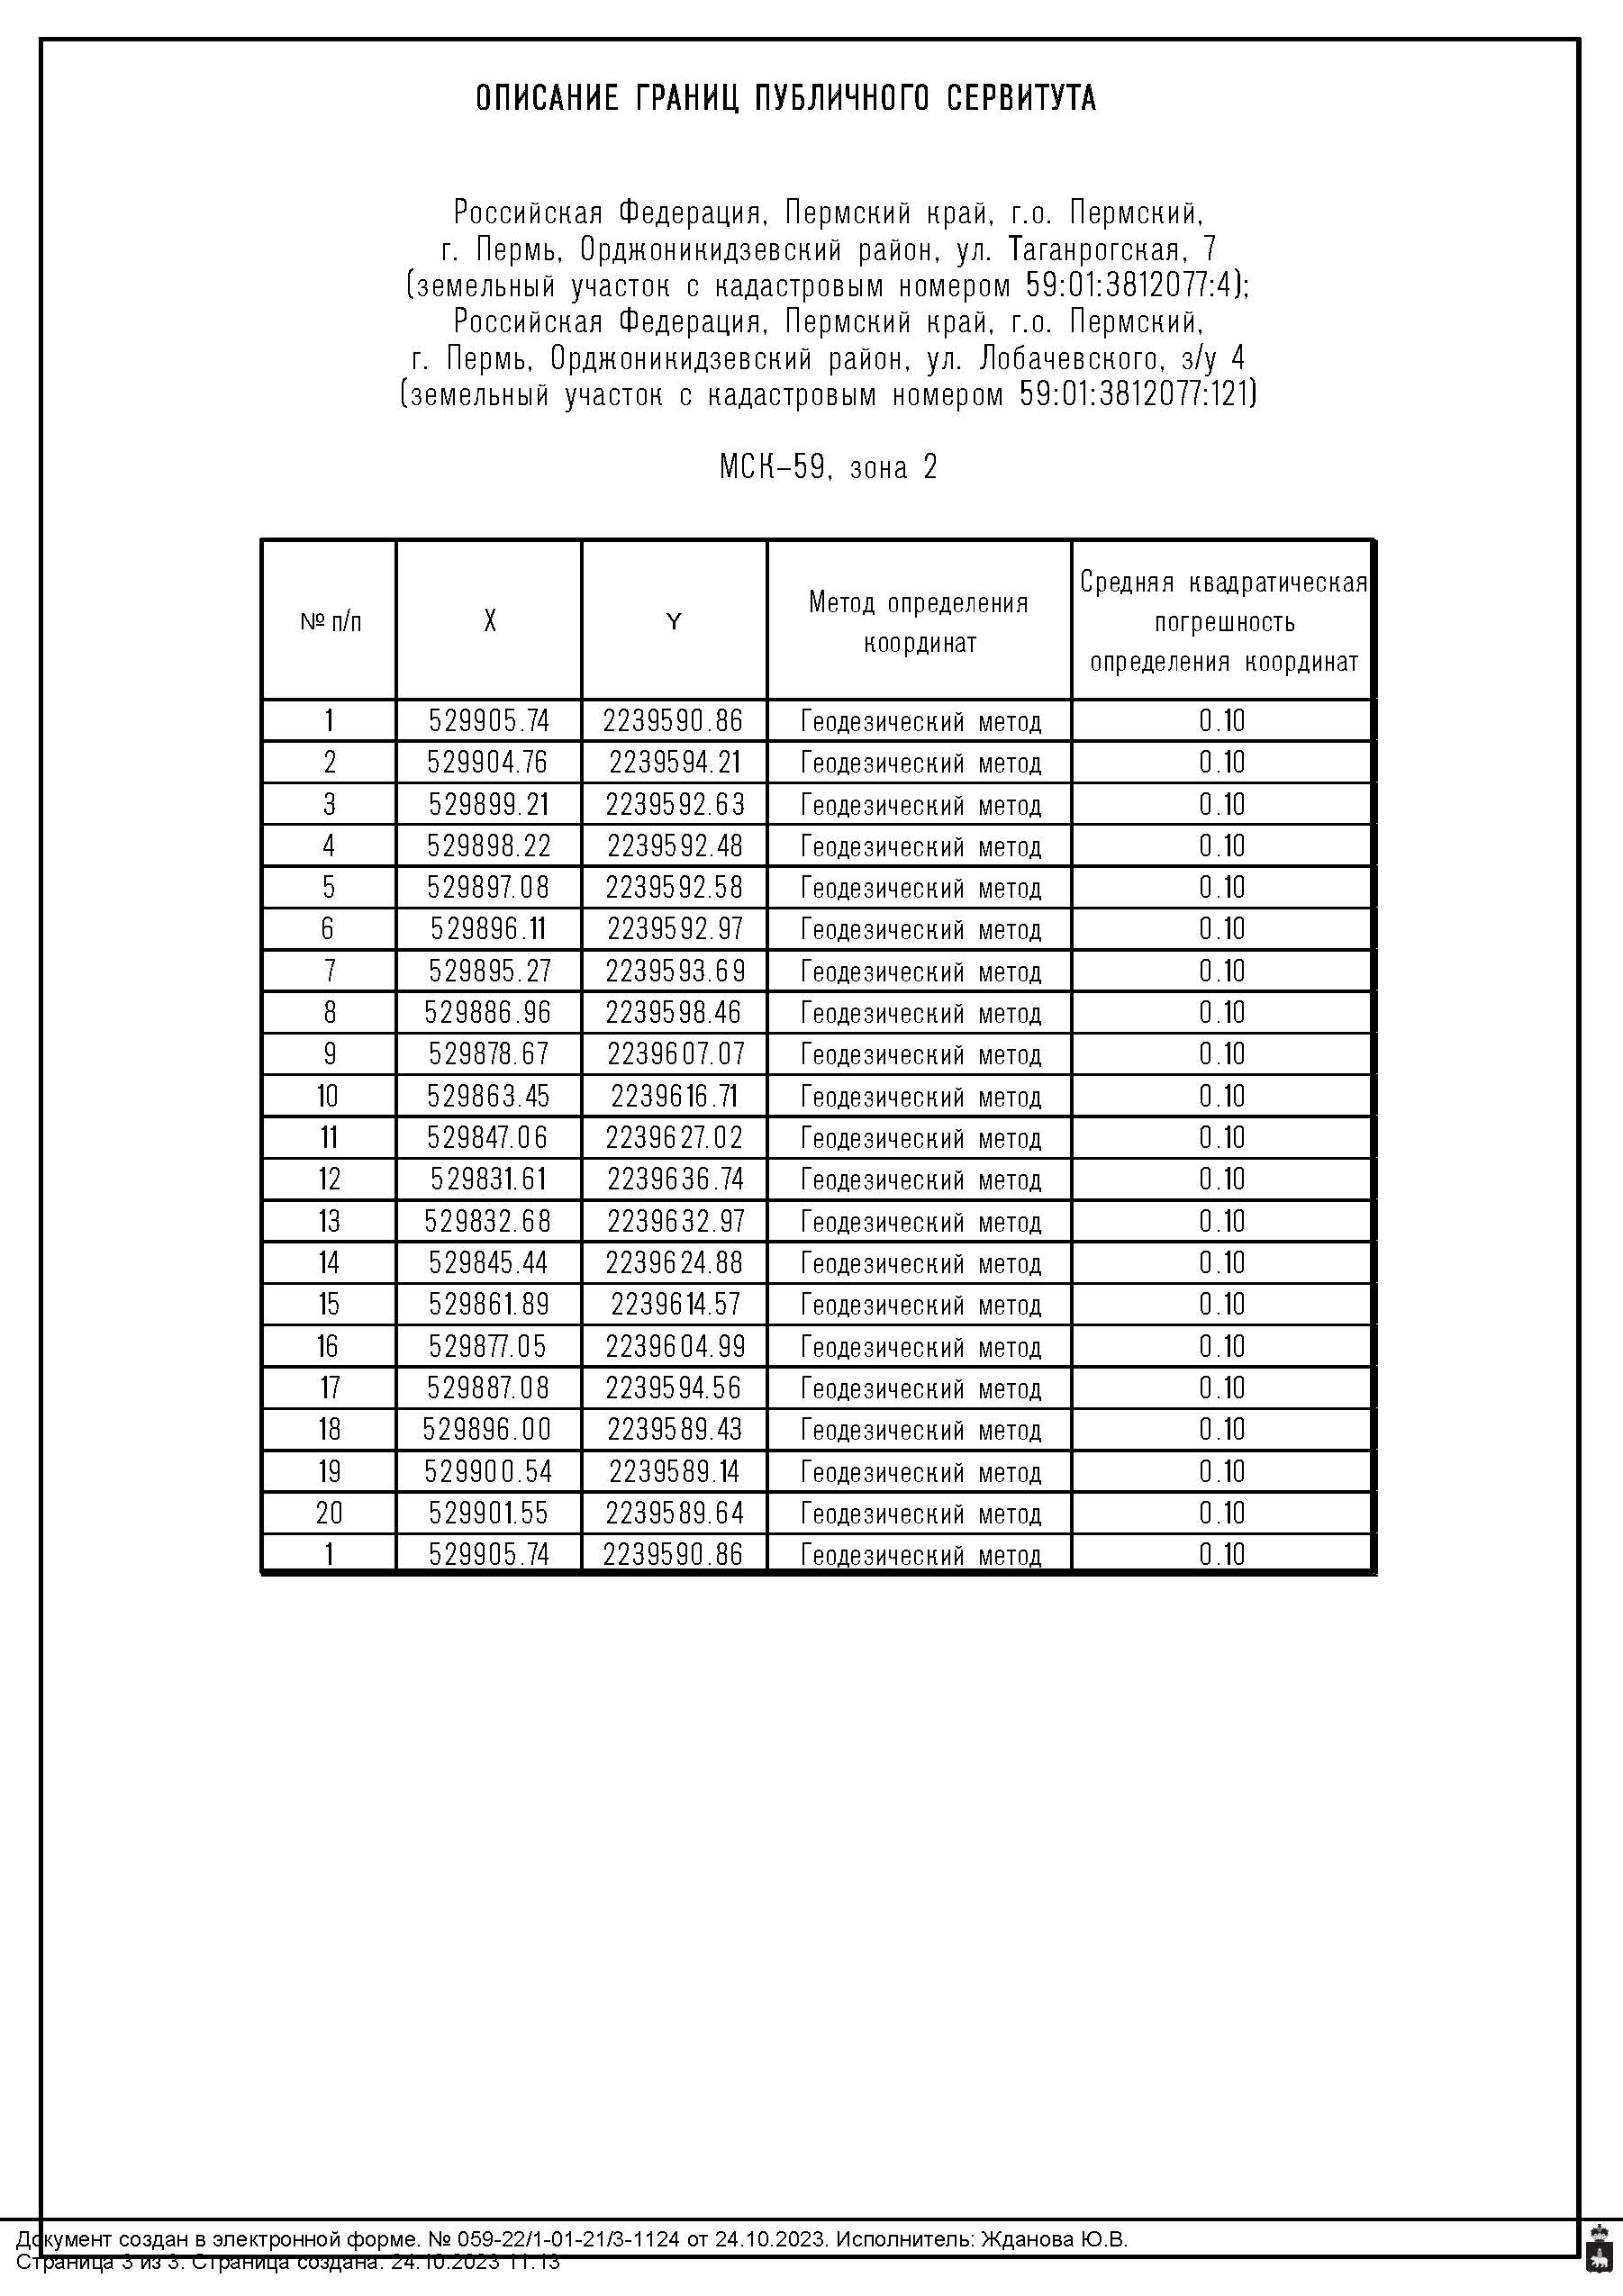 ОПИСАНИЕ ГРАНИЦ ПУБЛИЧНОГО СЕРВИТУТА
Российская Федерация, Пермский край, г.о. Пермский,
г. Пермь, Орджоникидзевский район, ул. Таганрогская, 7
(земельный участок с кадастровым номером 59:01:3812077:4);
Российская Федерация, Пермский край, г.о. Пермский,
г. Пермь, Орджоникидзевский район, ул. Лобачевского, з/у 4
(земельный участок с кадастровым номером 59:01:3812077:121)
МСК-59, зона 2
№ п/п X Y Метод определения координат Средняя квадратическая погрешность определения координат
1 529905.74 2239590.86 Геодезический метод 0.10
2 529904.76 2239594.21 Геодезический метод 0.10
3 529899.21 2239592.63 Геодезический метод 0.10
4 529898.22 2239592.48 Геодезический метод 0.10
5 529897.08 2239592.58 Геодезический метод 0.10
6 529896.11 2239592.97 Геодезический метод 0.10
7 529895.27 2239593.69 Геодезический метод 0.10
8 529886.96 2239598.46 Геодезический метод 0.10
9 529878.67 2239607.07 Геодезический метод 0.10
10 529863.45 2239616.71 Геодезический метод 0.10
11 529847.06 2239627.02 Геодезический метод 0.10
12 529831.61 2239636.74 Геодезический метод 0.10
13 529832.68 2239632.97 Геодезический метод 0.10
14 529845.44 2239624.88 Геодезический метод 0.10
15 529861.89 2239614.57 Геодезический метод 0.10
16 529877.05 2239604.99 Геодезический метод 0.10
17 529887.08 2239594.56 Геодезический метод 0.10
18 529896.00 2239589.43 Геодезический метод 0.10
19 529900.54 2239589.14 Геодезический метод 0.10
20 529901.55 2239589.64 Геодезический метод 0.10
1 529905.74 2239590.86 Геодезический метод 0.10
Документ создан в электронной форме. № 059-22/1-01-21/3-1124 от 24.10.2023. Исполнитель: Жданова Ю.В.
Страница 3 из 3. Страница создана: 24.10.2023 11:13